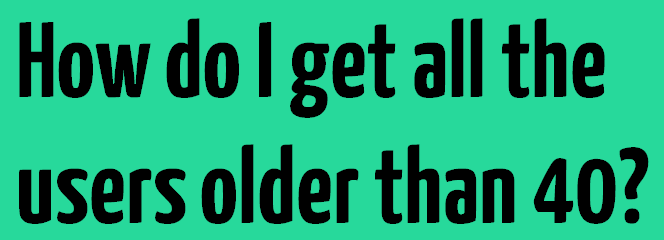 How do I get all the
users older than 40?